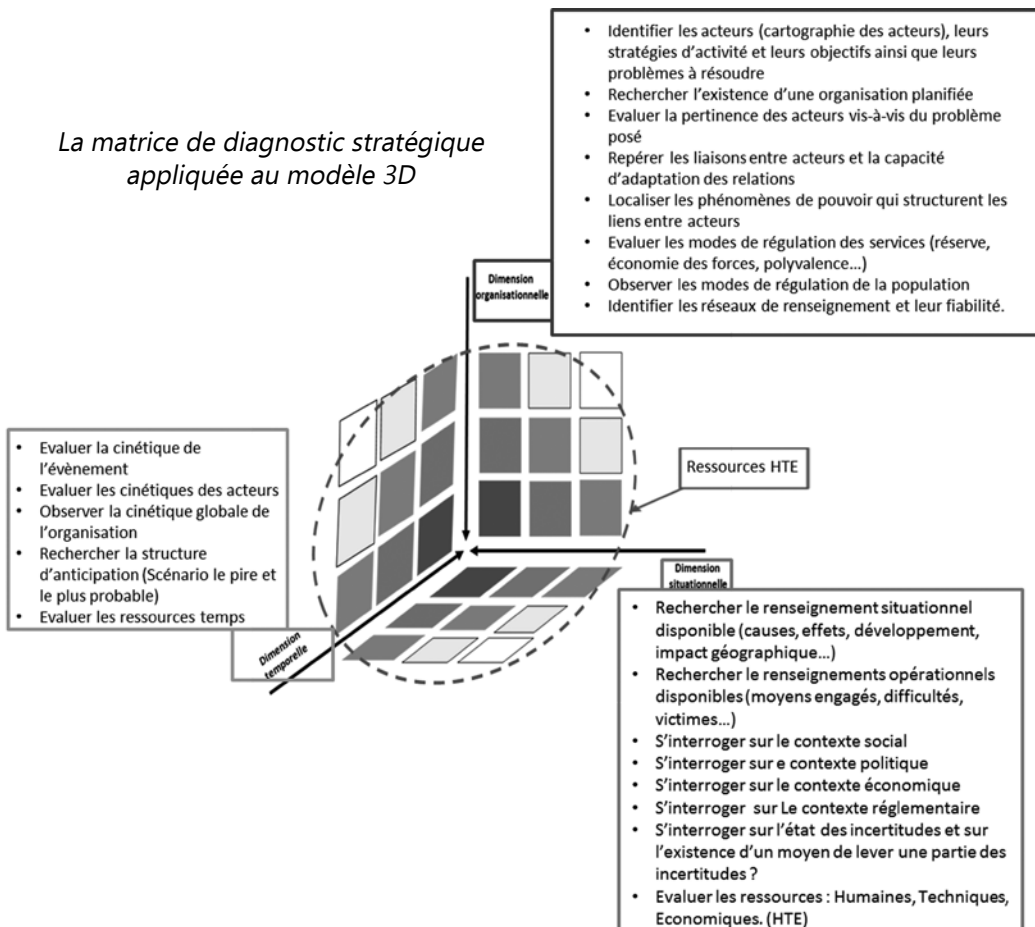 La matrice de diagnostic stratégique
appliquée au modèle 3D
• Identifier les acteurs (cartographie des acteurs), leurs
stratégies d’activité et leurs objectifs ainsi que leurs
problèmes à résoudre
• Rechercher l’existence d’une organisation planifiée
• Evaluer la pertinence des acteurs vis-à-vis du problème
posé
• Repérer les liaisons entre acteurs et la capacité
d’adaptation des relations
• Localiser les phénomènes de pouvoir qui structurent les
liens entre acteurs
• Evaluer les modes de régulation des services (réserve,
économie des forces, polyvalence…)
• Observer les modes de régulation de la population
• Identifier les réseaux de renseignement et leur fiabilité.
Dimension
organisationnelle
• Evaluer la cinétique de
l’évènement
• Evaluer les cinétiques des acteurs
• Observer la cinétique globale de
l’organisation
• Rechercher la structure
d’anticipation (Scénario le pire et
le plus probable)
• Evaluer les ressources temps
Dimension
temporelle
Ressources HTE
Dimension
situationnelle
• Rechercher le renseignement situationnel
disponible (causes, effets, développement,
impact géographique…)
• Rechercher le renseignements opérationnels
disponibles (moyens engagés, difficultés,
victimes…)
• S’interroger sur le contexte social
• S’interroger sur e contexte politique
• S’interroger sur le contexte économique
• S’interroger sur Le contexte réglementaire
• S’interroger sur l’état des incertitudes et sur
l’existence d’un moyen de lever une partie des
incertitudes ?
• Evaluer les ressources : Humaines, Techniques,
Economiques. (HTE)